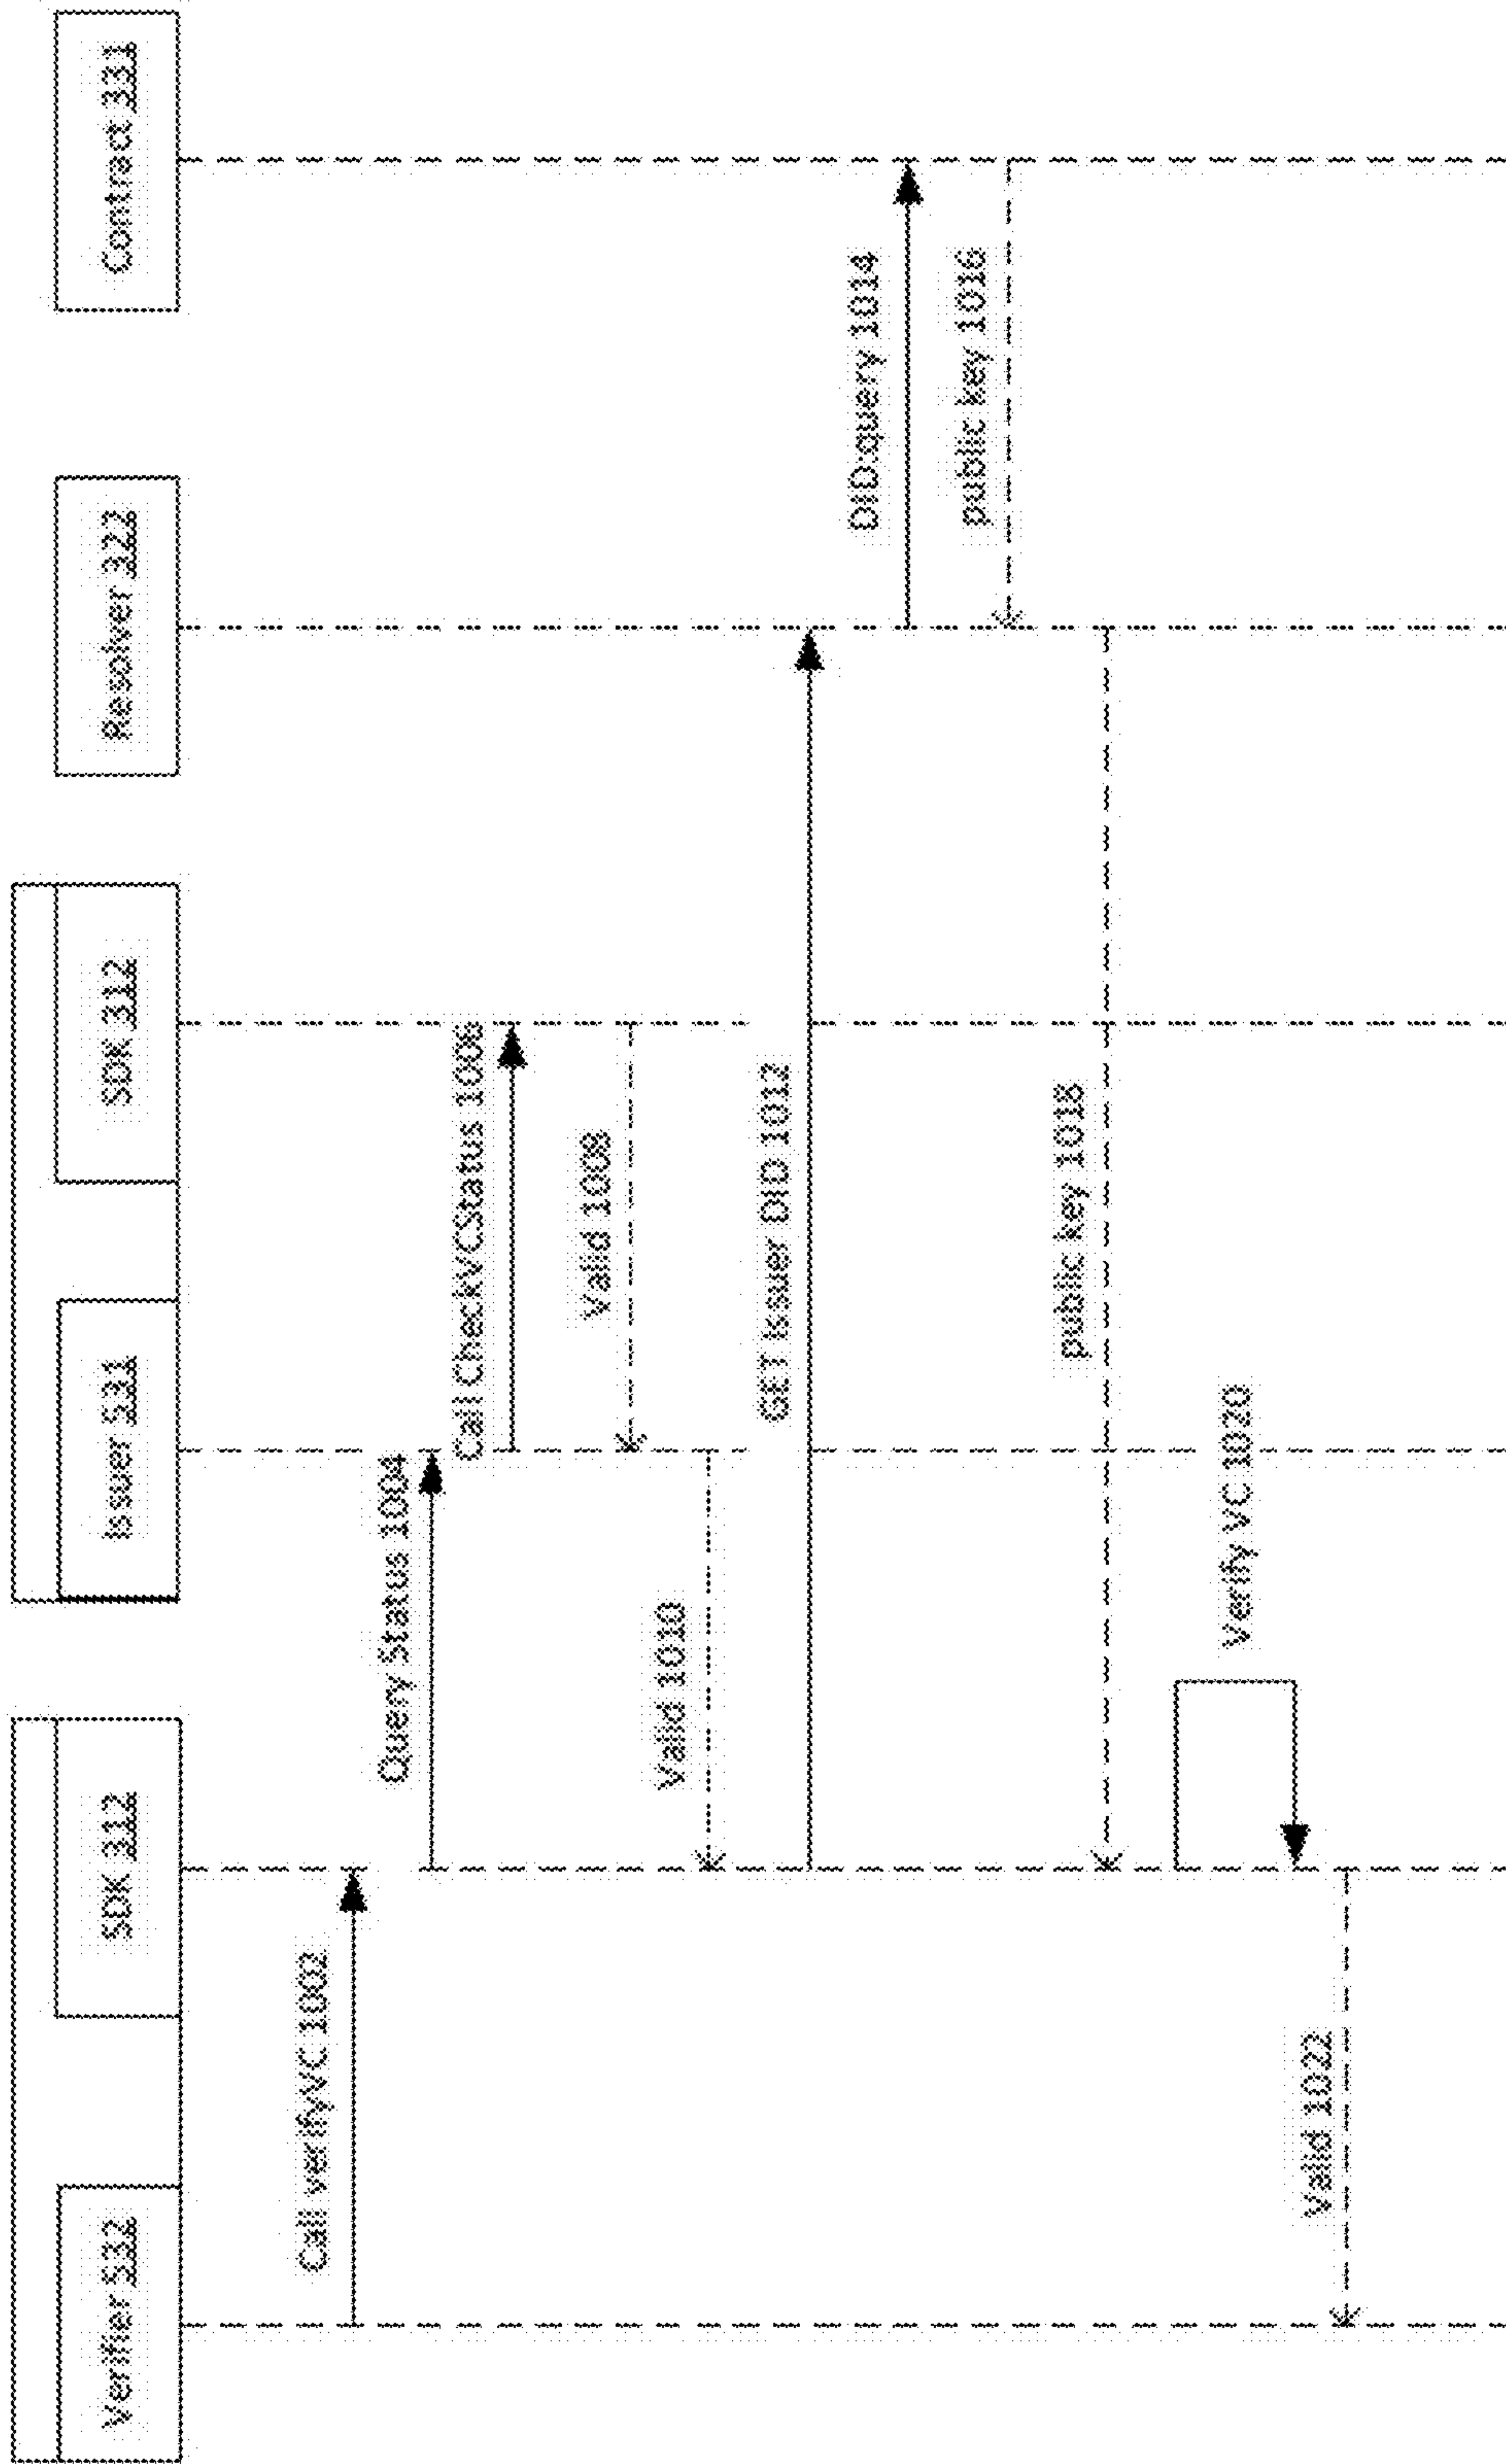 Verifier 532
SDK 312
Issuer 531
SDK 312
Resolver 322
Contract 331
Call verifyVC 1002
Query Status 1004
Call CheckVCStatus 1006
Valid 1008
Valid 1010
GET Issuer DID 1012
DID:query 1014
public key 1016
public key 1018
Verify VC 1020
Valid 1022